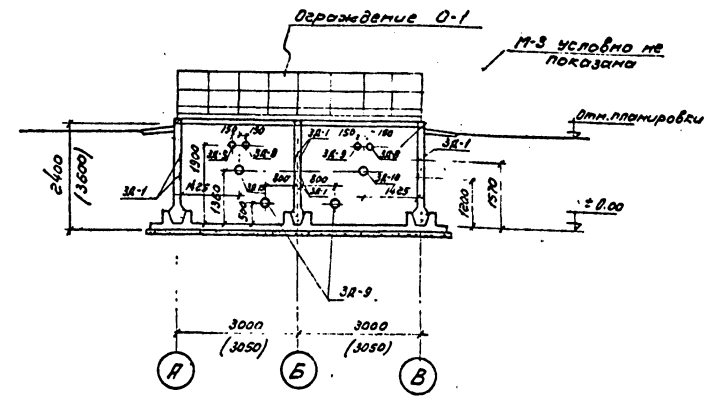 Ограждение О-1
М-3 условно не
показана
Отм. планировки
150 150
ЗД-1
150 150
ЗД-9 ЗД-8
ЗД-9 ЗД-8
ЗД-1
2400
(3600)
1900
800 800
ЗД-10
ЗД-1
1425
ЗД-1
1425
1360
500
1200
1570
±0.00
ЗД-9
3000
(3050)
3000
(3050)
А
Б
В